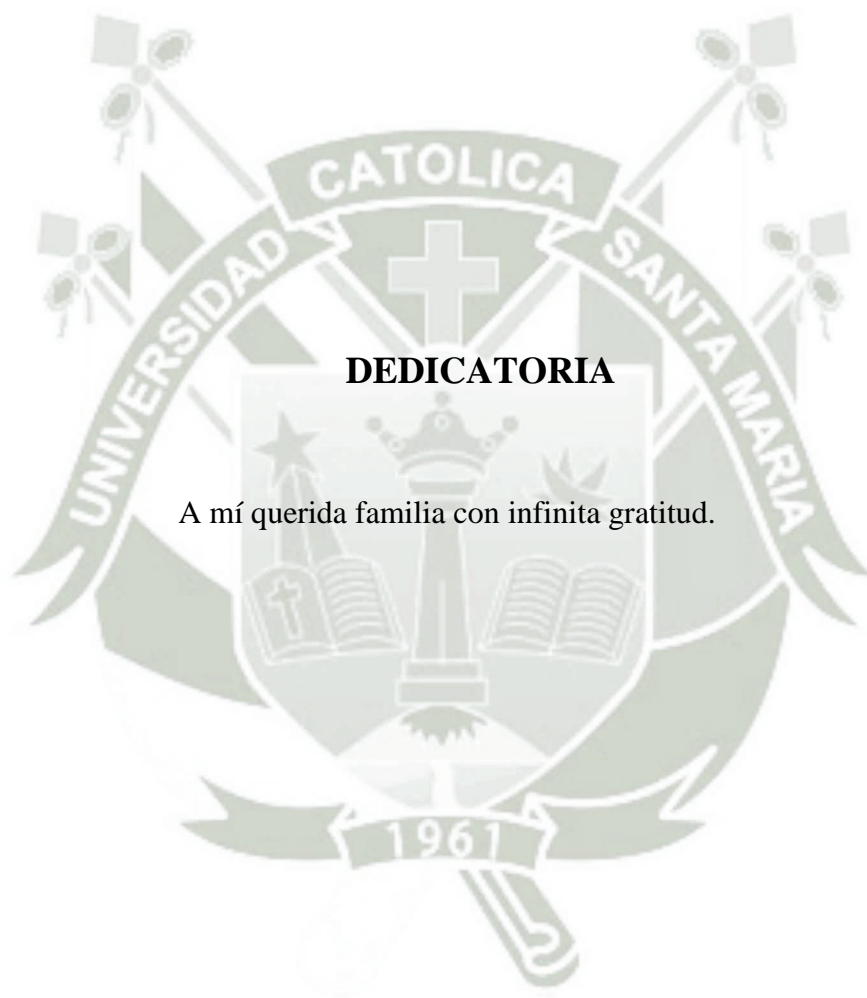 CATOLICA
UNIVERSIDAD
SANTA MARIA
DEDICATORIA
A mí querida familia con infinita gratitud.
1961